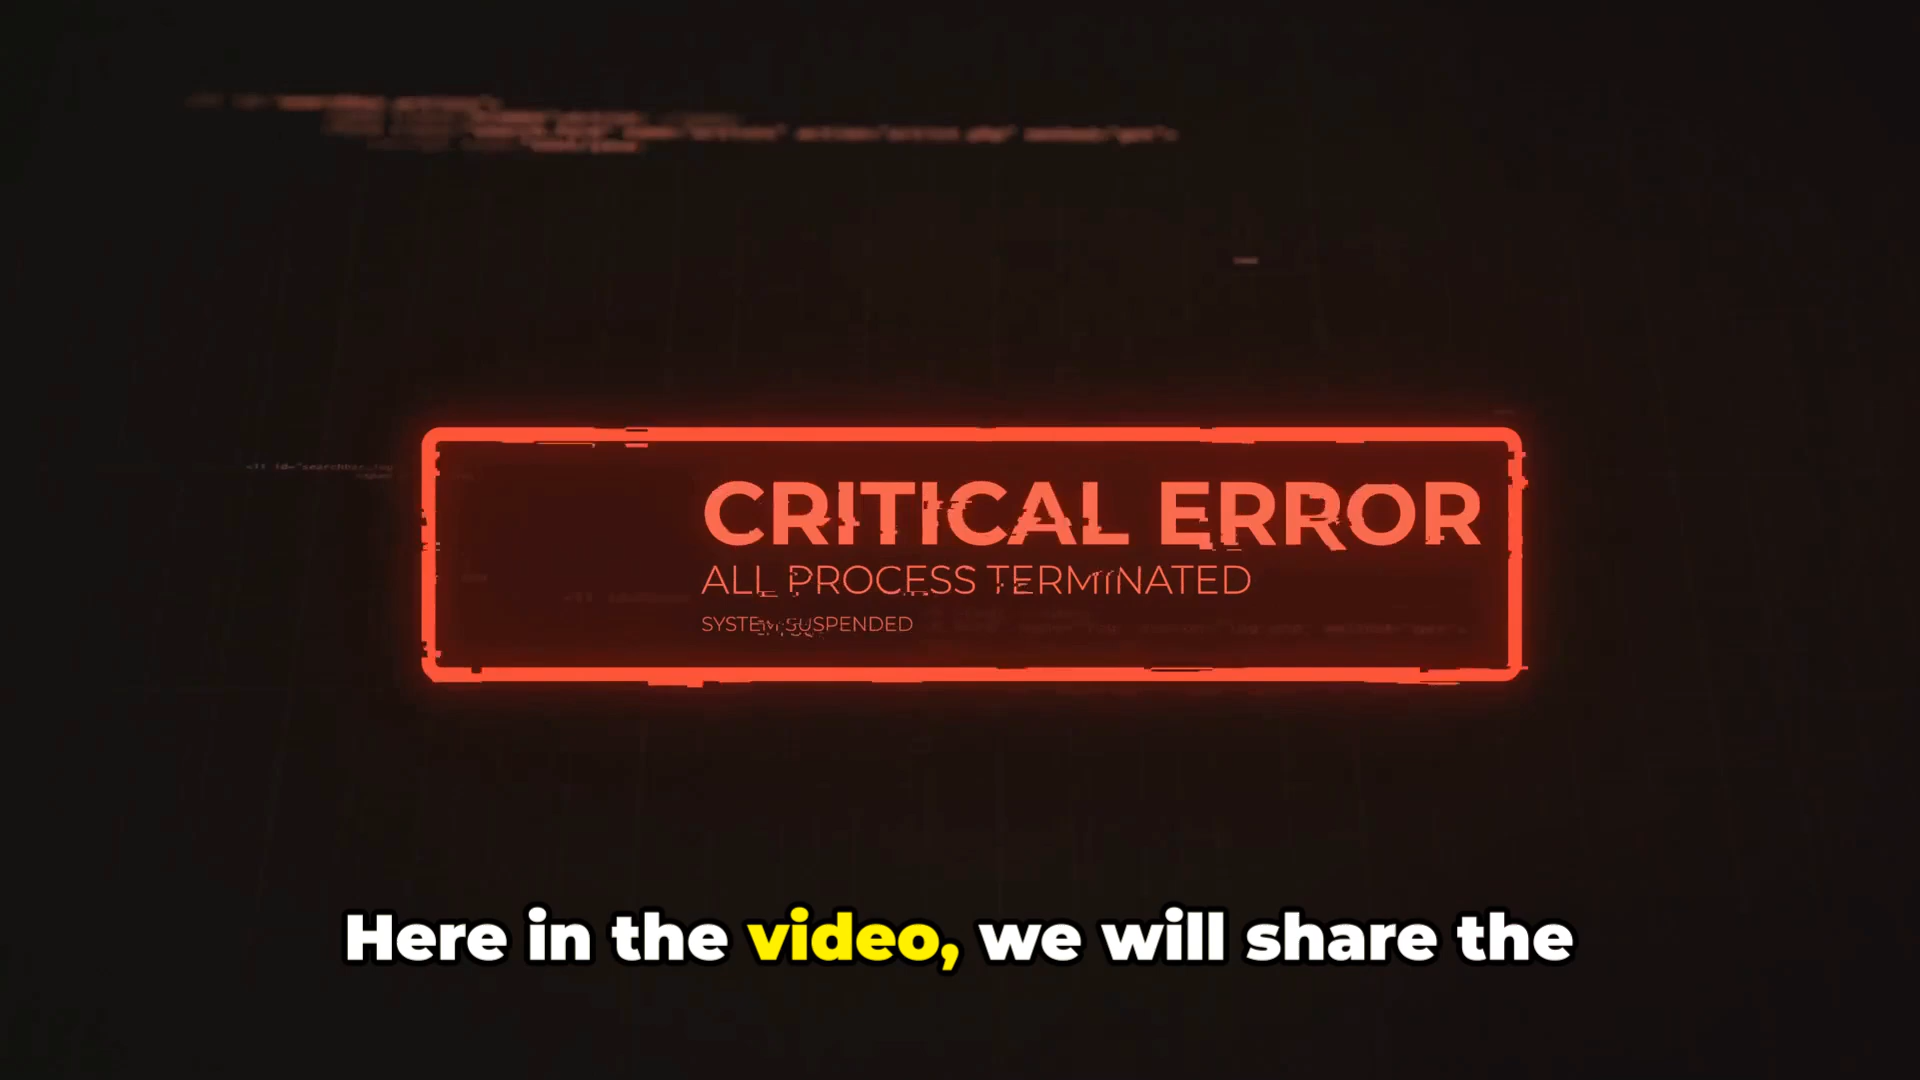 CRITICAL ERROR
ALL PROCESS TERMINATED
SYSTEM SUSPENDED
Here in the video, we will share the